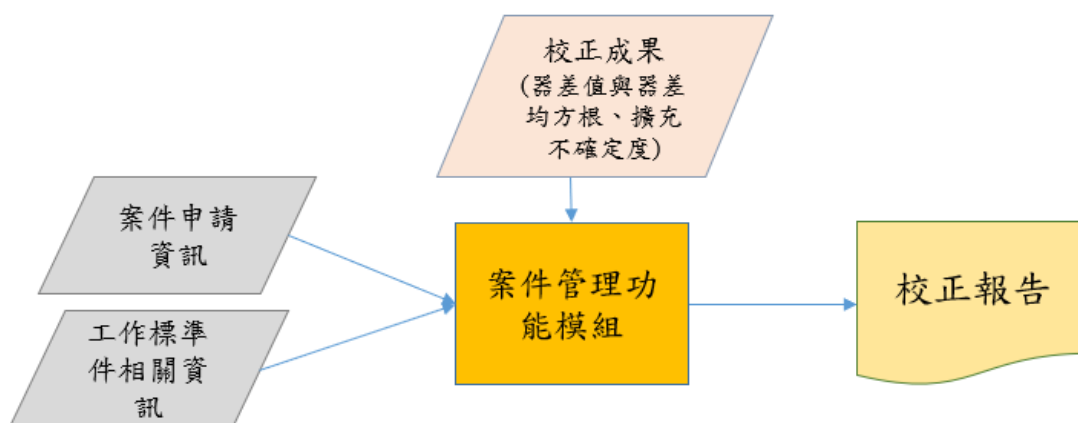 校正成果
(器差值與器差
均方根、擴充
不確定度)
案件申請
資訊
工作標準
件相關資
訊
案件管理功
能模組
校正報告